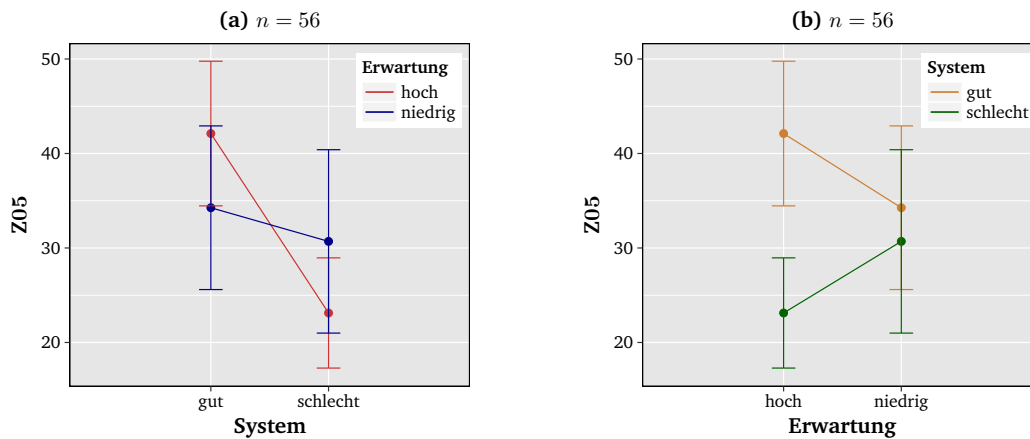 (a) n = 56
50
40
30
20
Z05
Erwartung
hoch
niedrig
gut
schlecht
System
(b) n = 56
50
40
30
20
Z05
System
gut
schlecht
hoch
niedrig
Erwartung